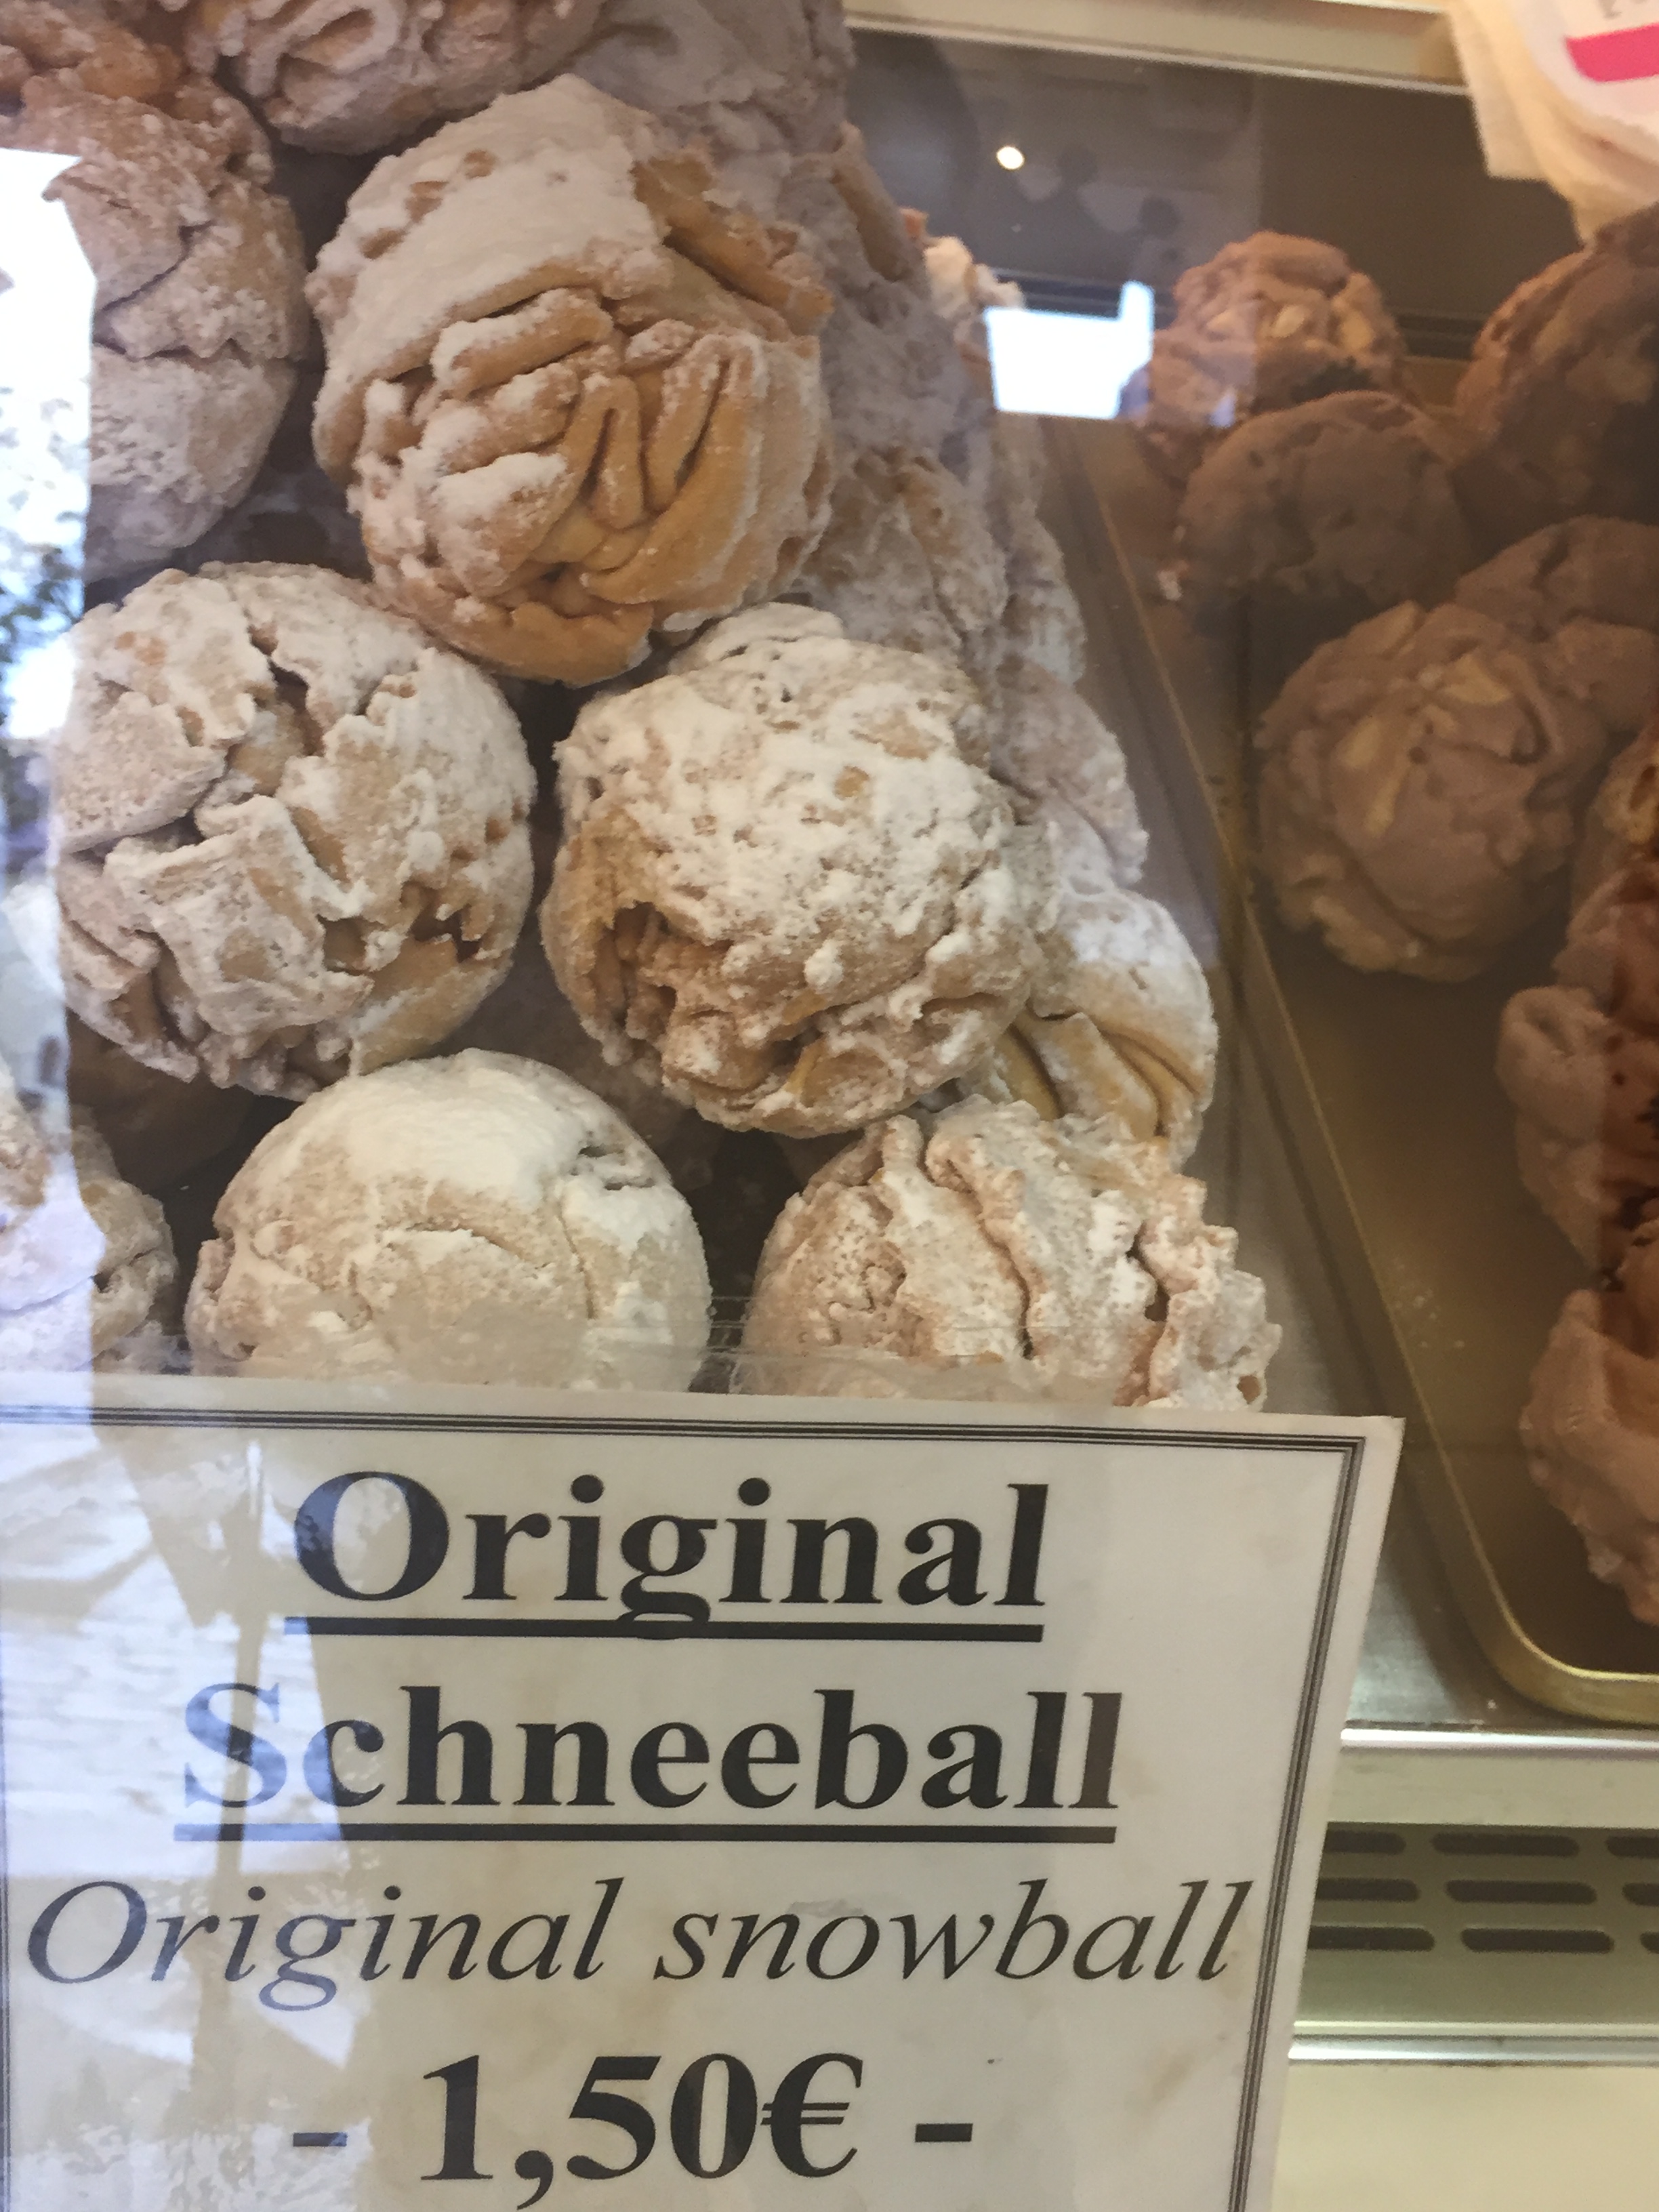 Original
Schneeball
Original snowball
- 1,50€ -